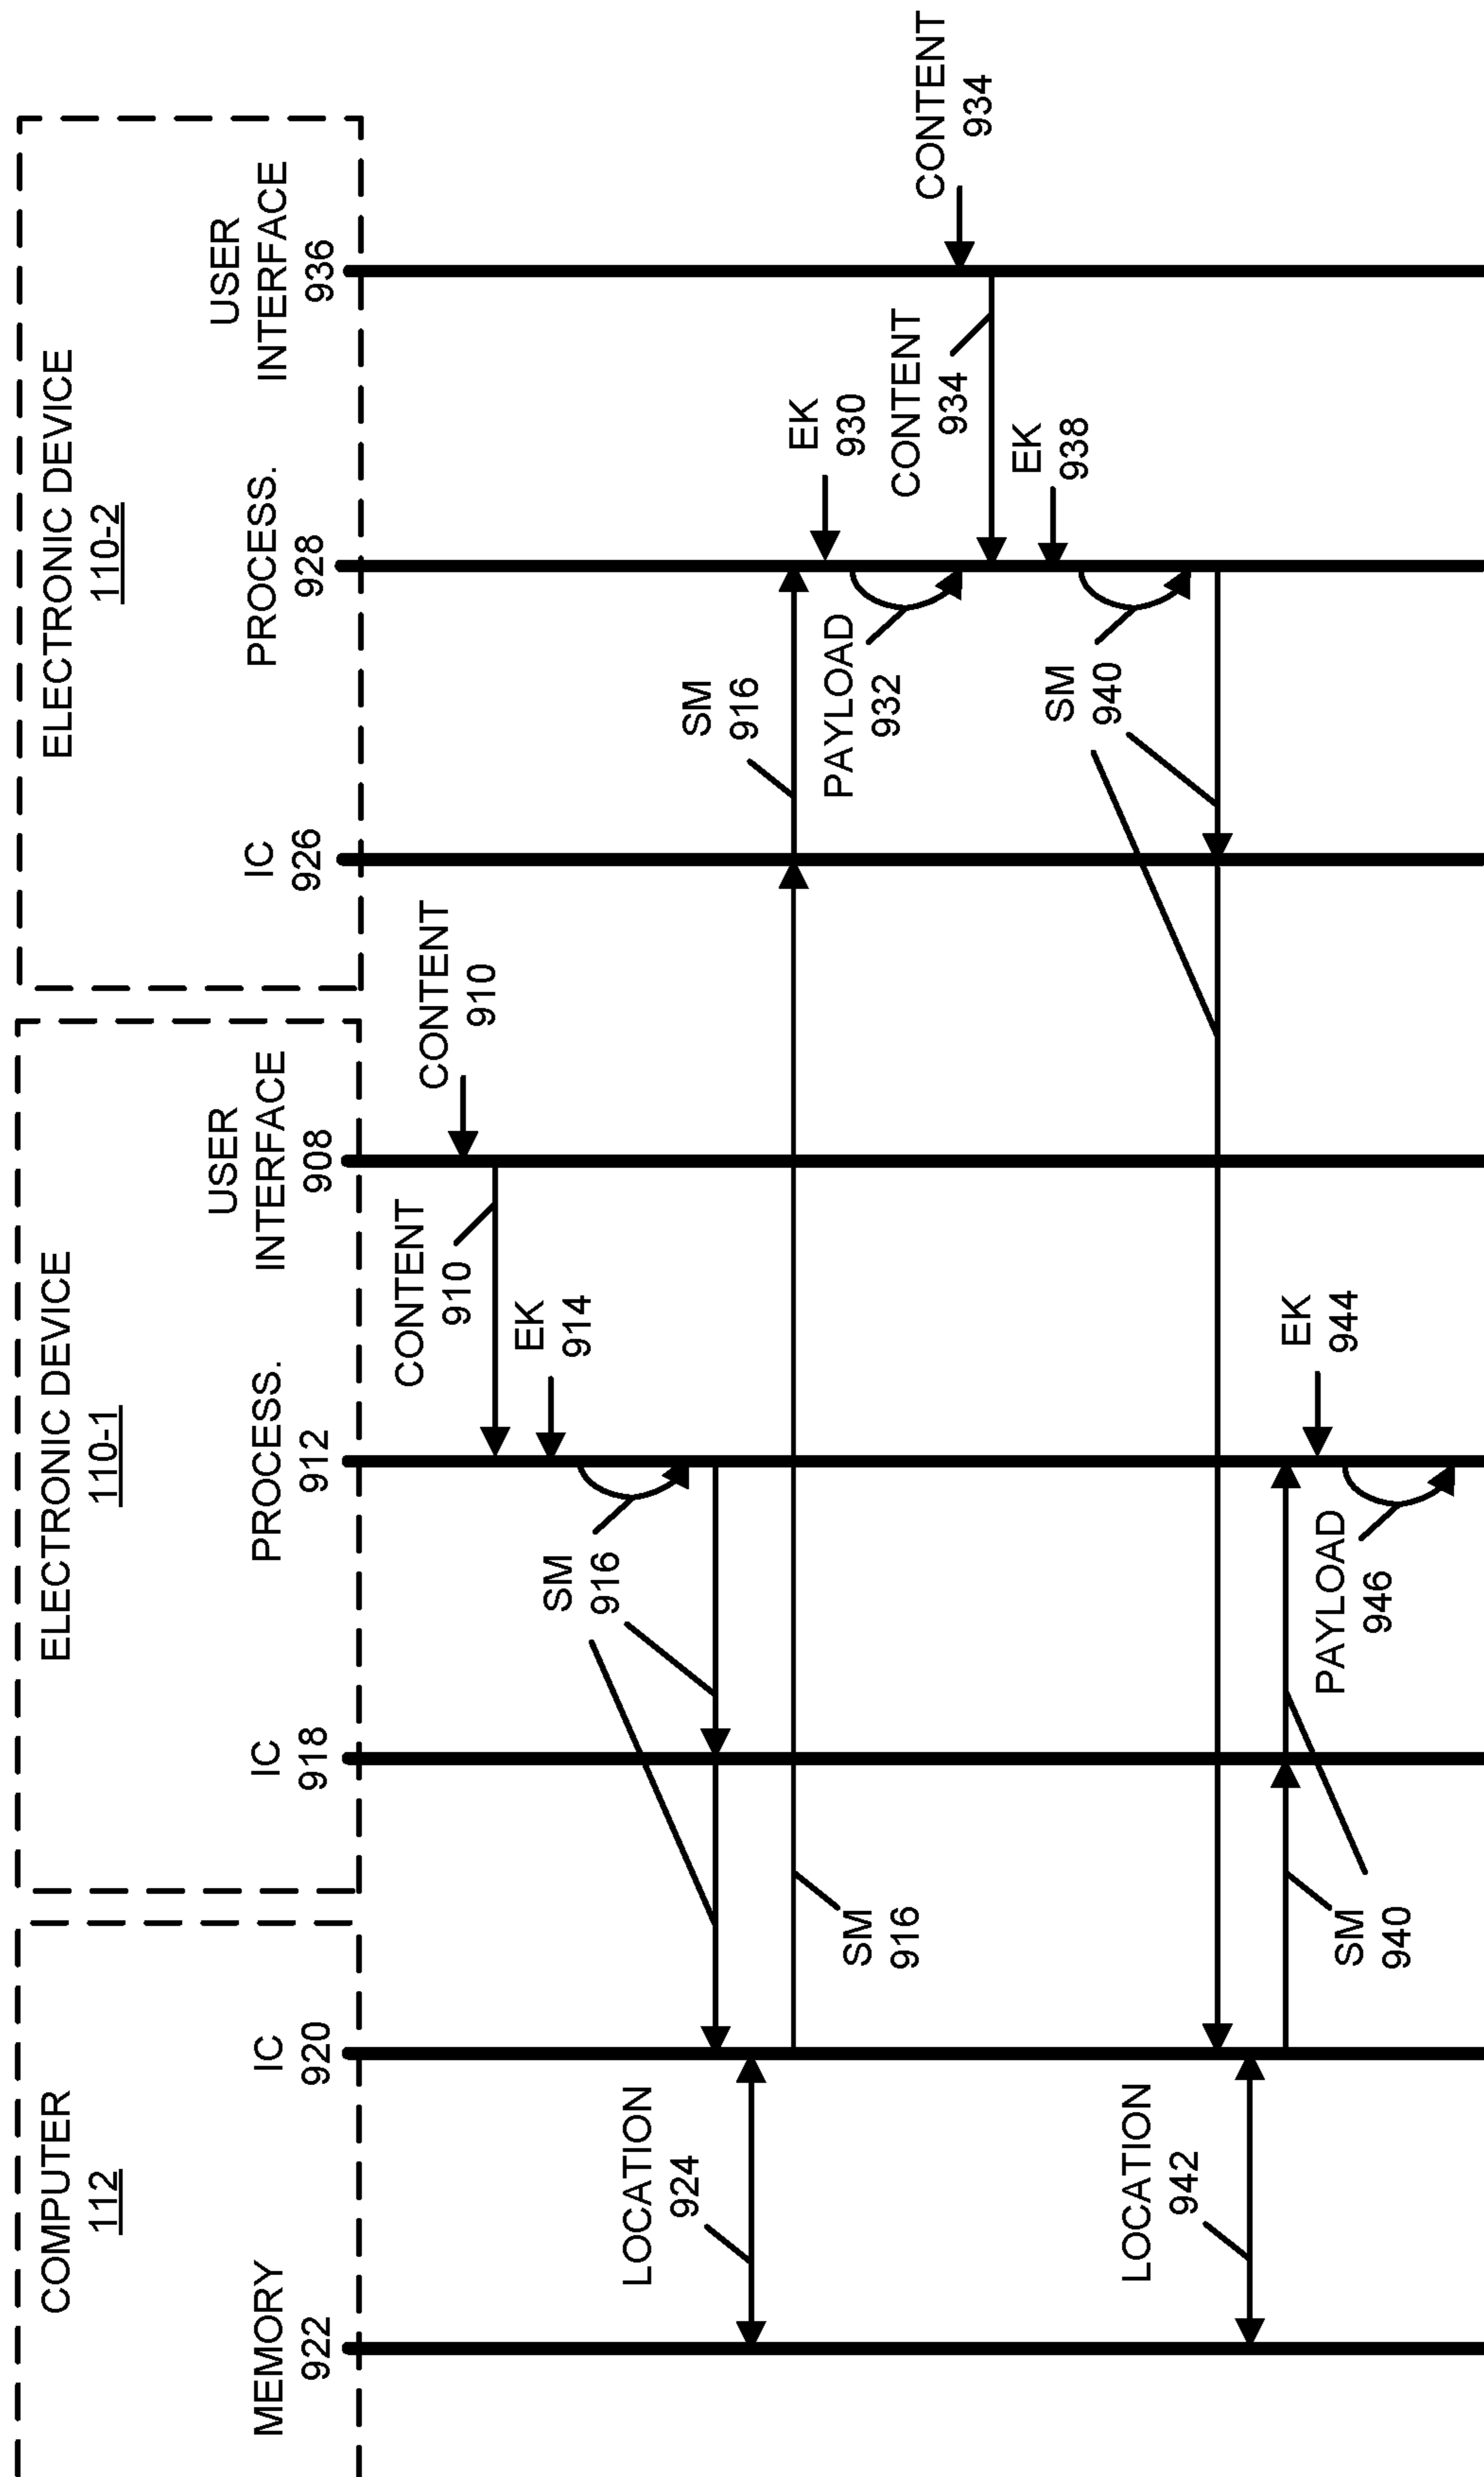 COMPUTER
112
MEMORY
922
IC
920
ELECTRONIC DEVICE
110-1
IC
918
PROCESS.
912
USER
INTERFACE
908
ELECTRONIC DEVICE
110-2
IC
926
PROCESS.
928
USER
INTERFACE
936
CONTENT
910
CONTENT
910
EK
914
SM
916
LOCATION
924
SM
916
SM
916
EK
930
PAYLOAD
932
CONTENT
934
CONTENT
934
EK
938
SM
940
LOCATION
942
SM
940
EK
944
PAYLOAD
946